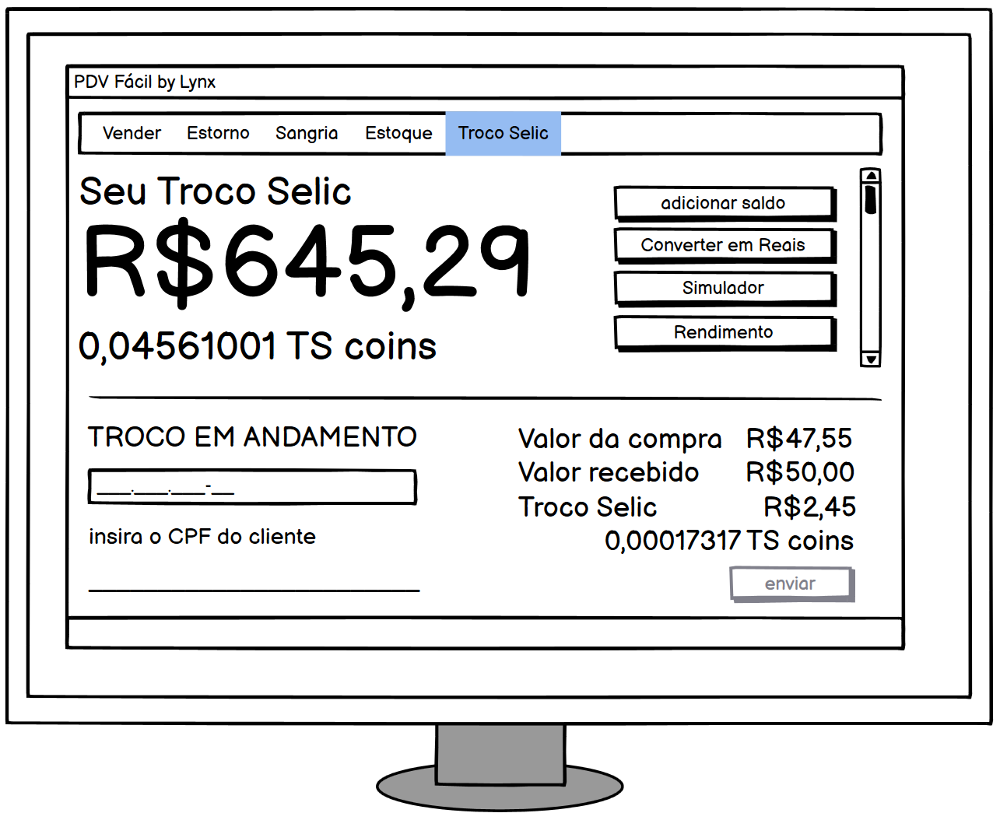 PDV Fácil by Lynx
Vender Estorno Sangria Estoque Troco Selic
Seu Troco Selic
R$645,29
0,04561001 TS coins
adicionar saldo
Converter em Reais
Simulador
Rendimento
TROCO EM ANDAMENTO
___.___.___-__
insira o CPF do cliente
Valor da compra R$47,55
Valor recebido R$50,00
Troco Selic R$2,45
0,00017317 TS coins
enviar